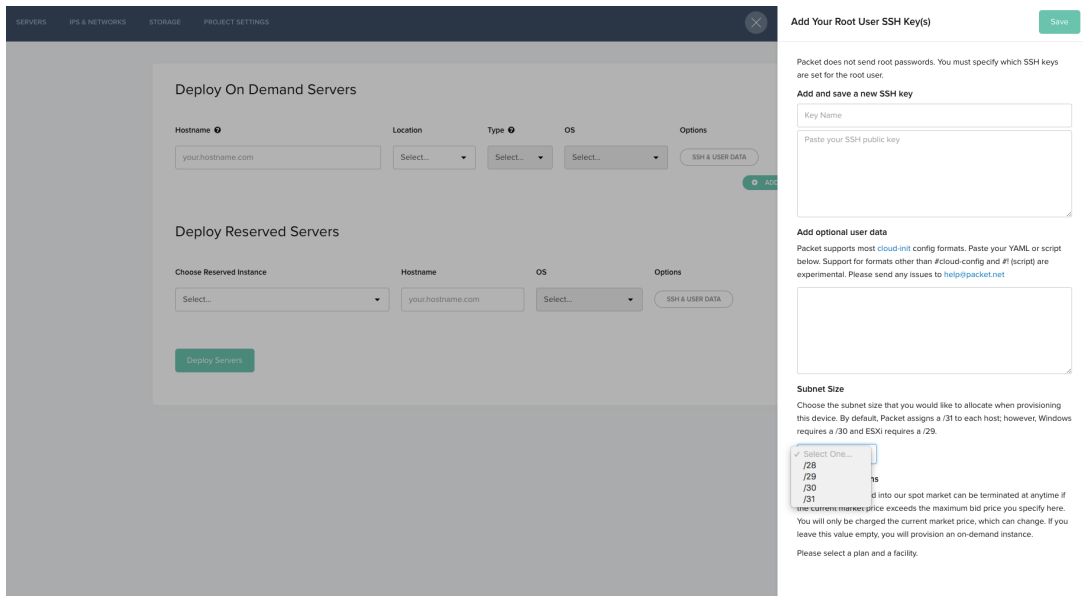 SERVERS IPS & NETWORKS STORAGE PROJECT SETTINGS
Deploy On Demand Servers
Hostname Location Type OS Options
your.hostname.com Select... Select... Select... SSH & USER DATA
ADD
Deploy Reserved Servers
Choose Reserved Instance Hostname OS Options
Select... your.hostname.com Select... SSH & USER DATA
Deploy Servers
Add Your Root User SSH Key(s) Save
Packet does not send root passwords. You must specify which SSH keys
are set for the root user.
Add and save a new SSH key
Key Name
Paste your SSH public key
Add optional user data
Packet supports most cloud-init config formats. Paste your YAML or script
below. Support for formats other than #cloud-config and #! (script) are
experimental. Please send any issues to help@packet.net
Subnet Size
Choose the subnet size that you would like to allocate when provisioning
this device. By default, Packet assigns a /31 to each host; however, Windows
requires a /30 and ESXi requires a /29.
✓ Select One...
/28
/29
/30
/31
into our spot market can be terminated at anytime if
the current market price exceeds the maximum bid price you specify here.
You will only be charged the current market price, which can change. If you
leave this value empty, you will provision an on-demand instance.
Please select a plan and a facility.